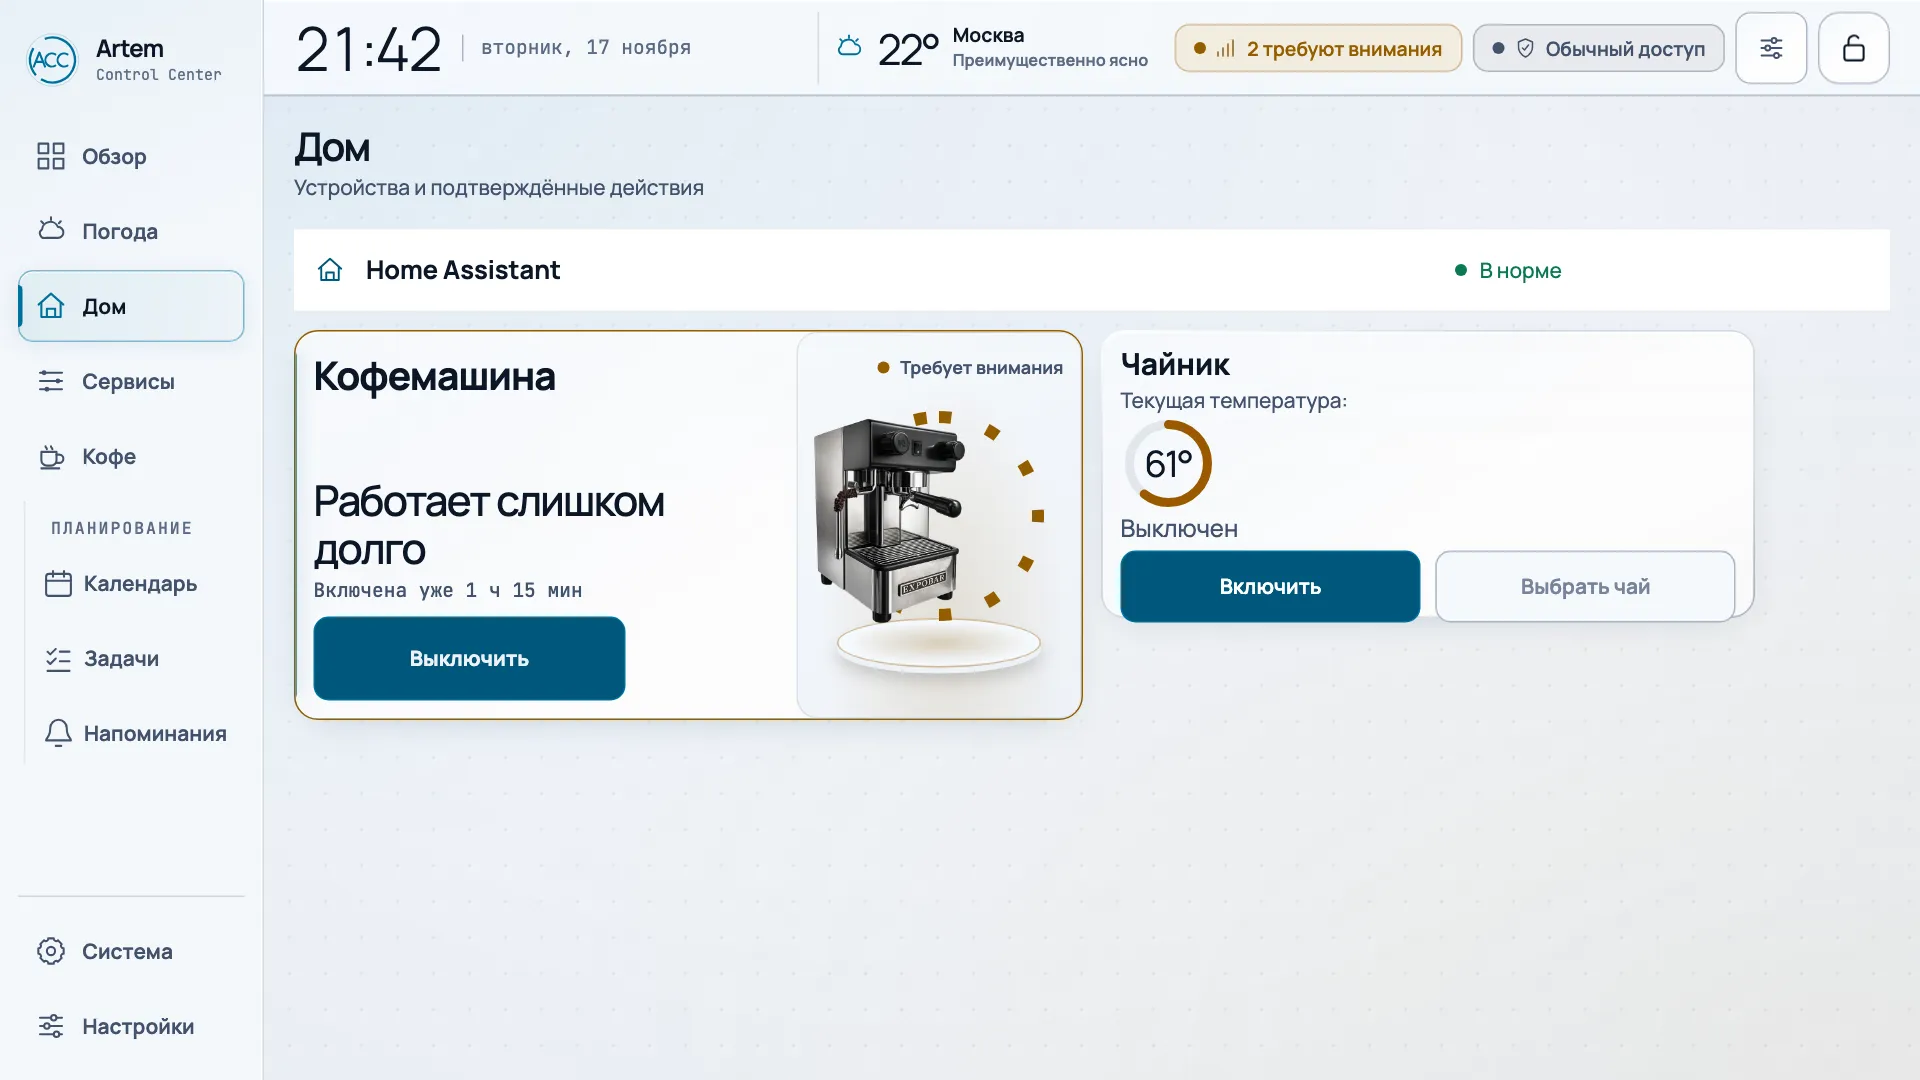 ACC
Artem
Control Center
Обзор
Погода
Дом
Сервисы
Кофе
ПЛАНИРОВАНИЕ
Календарь
Задачи
Напоминания
Система
Настройки
21:42
вторник, 17 ноября
22°
Москва
Преимущественно ясно
2 требуют внимания
Обычный доступ
Дом
Устройства и подтверждённые действия
Home Assistant
В норме
Кофемашина
Требует внимания
Работает слишком
долго
Включена уже 1 ч 15 мин
Выключить
EXPOBAR
Чайник
Текущая температура:
61°
Выключен
Включить
Выбрать чай